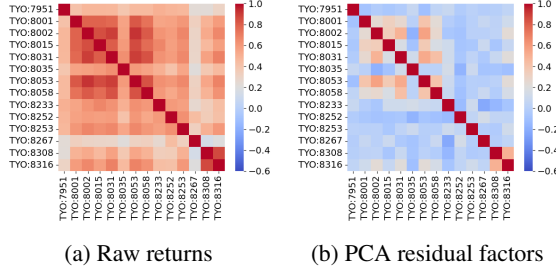 TYO:7951
TYO:8001
TYO:8002
TYO:8015
TYO:8031
TYO:8035
TYO:8053
TYO:8058
TYO:8233
TYO:8252
TYO:8253
TYO:8267
TYO:8308
TYO:8316
TYO:7951
TYO:8001
TYO:8002
TYO:8015
TYO:8031
TYO:8035
TYO:8053
TYO:8058
TYO:8233
TYO:8252
TYO:8253
TYO:8267
TYO:8308
TYO:8316
1.0
0.8
0.6
0.4
0.2
0.0
−0.2
−0.4
−0.6
(a) Raw returns
TYO:7951
TYO:8001
TYO:8002
TYO:8015
TYO:8031
TYO:8035
TYO:8053
TYO:8058
TYO:8233
TYO:8252
TYO:8253
TYO:8267
TYO:8308
TYO:8316
TYO:7951
TYO:8001
TYO:8002
TYO:8015
TYO:8031
TYO:8035
TYO:8053
TYO:8058
TYO:8233
TYO:8252
TYO:8253
TYO:8267
TYO:8308
TYO:8316
1.0
0.8
0.6
0.4
0.2
0.0
−0.2
−0.4
−0.6
(b) PCA residual factors